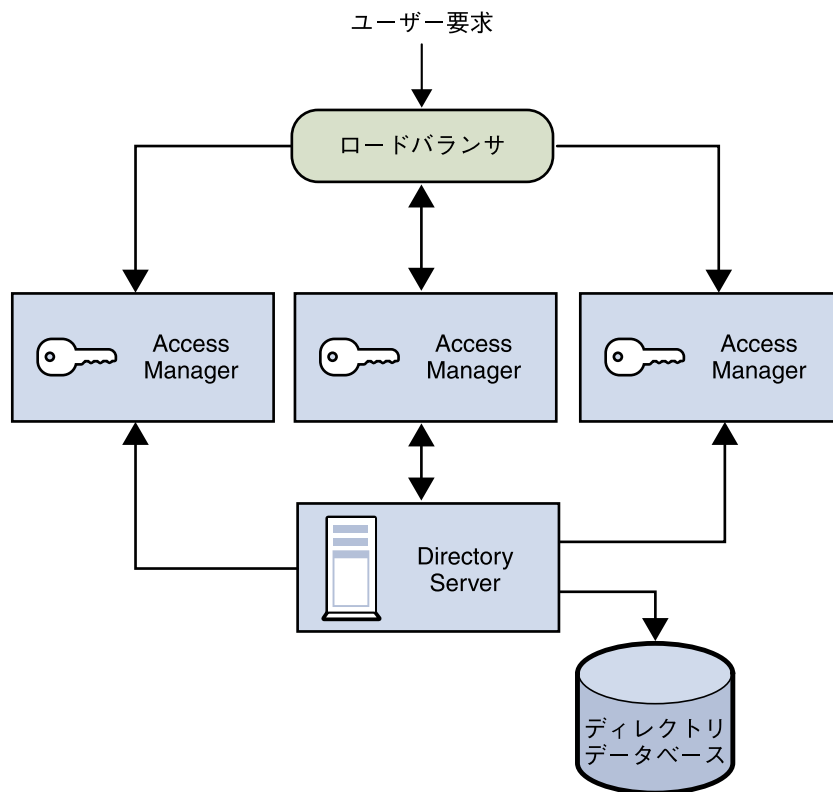 ユーザー要求
ロードバランサ
Access
Manager
Access
Manager
Access
Manager
Directory
Server
ディレクトリ
データベース